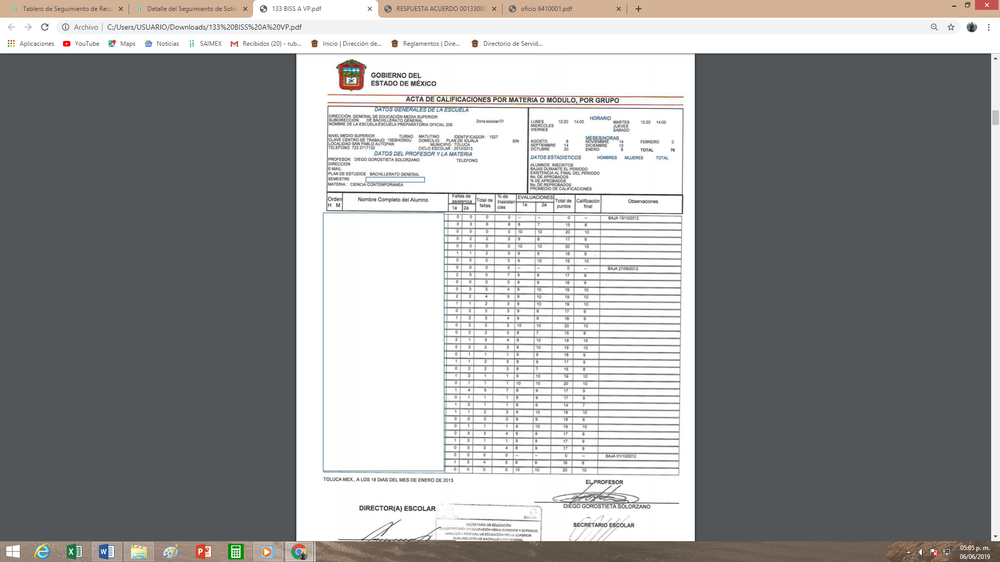 Tablero de Seguimiento de Recu
Detalle del Seguimiento de Solic
133 BISS A VP.pdf
RESPUESTA ACUERDO 00133000
oficio 6410001.pdf
Archivo
C:/Users/USUARIO/Downloads/133%20BISS%20A%20VP.pdf
Aplicaciones
YouTube
Maps
Noticias
SAIMEX
Recibidos (20) - rub...
Inicio | Dirección de...
Reglamentos | Dire...
Directorio de Servid...
GOBIERNO DEL
ESTADO DE MÉXICO
ACTA DE CALIFICACIONES POR MATERIA O MÓDULO, POR GRUPO
DATOS GENERALES DE LA ESCUELA
DIRECCIÓN: GENERAL DE EDUCACIÓN MEDIA SUPERIOR
SUBDIRECCIÓN: DE BACHILLERATO GENERAL Zona escolar:01
NOMBRE DE LA ESCUELA:ESCUELA PREPARATORIA OFICIAL 209
NIVEL:MEDIO SUPERIOR TURNO: MATUTINO IDENTIFICADOR : 1527
CLAVE CENTRO DE TRABAJO: 15EBH0390U DOMICILIO: PLAN DE IGUALA S/N
LOCALIDAD:SAN PABLO AUTOPAN MUNICIPIO: TOLUCA
TELEFONO: 722 2717132 CICLO ESCOLAR : 2012/2013
DATOS DEL PROFESOR Y LA MATERIA
PROFESOR: DIEGO GOROSTIETA SOLORZANO TELEFONO:
DIRECCION:
E-MAIL:
PLAN DE ESTUDIOS BACHILLERATO GENERAL
SEMESTRE
MATERIA : CIENCIA CONTEMPORANEA
HORARIO
LUNES 12:20 14:00 MARTES 12:20 14:00
MIERCOLES JUEVES
VIERNES SABADO
MESES/HORAS
AGOSTO 8 NOVIEMBRE 14 FEBRERO 0
SEPTIEMBRE 14 DICIEMBRE 12
OCTUBRE 20 ENERO 8 TOTAL 76
DATOS ESTADISTICOS HOMBRES MUJERES TOTAL
ALUMNOS INSCRITOS
BAJAS DURANTE EL PERIODO
EXISTENCIA AL FINAL DEL PERIODO
No. DE APROBADOS
% DE APROBADOS
No. DE REPROBADOS
PROMEDIO DE CALIFICACIONES
Orden
H M
Nombre Completo del Alumno
Faltas de
asistencia
1a 2a
Total de
faltas
% de
Inasisten
cias
EVALUACIONES
1a 2a
Total de
puntos
Calificación
final
Observaciones
0 0 0 0 -- -- 0 -- BAJA 15/10/2012
3 3 6 8 8 7 15 8
0 0 0 0 10 10 20 10
0 2 2 3 9 8 17 9
0 0 0 0 10 10 20 10
1 1 2 3 9 9 18 9
0 0 0 0 9 10 19 10
0 0 0 0 -- -- 0 -- BAJA 27/09/2012
2 3 5 7 9 8 17 9
0 0 0 0 9 9 18 9
0 3 3 4 9 10 19 10
2 2 4 5 9 10 19 10
1 1 2 3 9 10 19 10
0 2 2 3 9 8 17 9
1 2 3 4 9 9 18 9
0 2 2 3 10 10 20 10
0 2 2 3 8 7 15 8
2 1 3 4 9 10 19 10
0 2 2 3 9 10 19 10
0 1 1 1 9 9 18 9
1 1 2 3 8 9 17 9
0 2 2 3 8 7 15 8
1 0 1 1 9 10 19 10
0 1 1 1 10 10 20 10
1 4 5 7 8 9 17 9
0 1 1 1 8 9 17 9
1 0 1 1 8 6 14 7
1 1 2 3 9 10 19 10
0 0 0 0 9 9 18 9
0 1 1 1 9 10 19 10
0 3 3 4 9 8 17 9
1 0 1 1 9 8 17 9
0 3 3 4 8 9 17 9
0 0 0 0 -- -- 0 -- BAJA 01/10/2012
1 3 4 5 8 8 16 8
0 0 0 0 10 10 20 10
TOLUCA MEX., A LOS 18 DIAS DEL MES DE ENERO DE 2013
EL PROFESOR
DIEGO GOROSTIETA SOLORZANO
DIRECTOR(A) ESCOLAR
SECRETARIO ESCOLAR
SECRETARÍA DE EDUCACIÓN
SUBSECRETARÍA DE EDUCACIÓN MEDIA SUPERIOR Y SUPERIOR
DIRECCIÓN GENERAL DE EDUCACIÓN MEDIA SUPERIOR
SUBDIRECCIÓN DE BACHILLERATO GENERAL
05:05 p. m.
06/06/2019